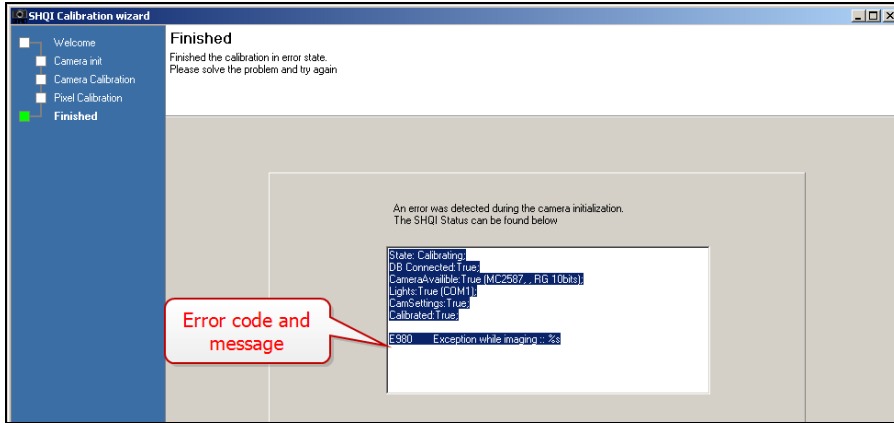 SHQI Calibration wizard
Welcome
Camera init
Camera Calibration
Pixel Calibration
Finished
Finished
Finished the calibration in error state.
Please solve the problem and try again
An error was detected during the camera initialization.
The SHQI Status can be found below
State: Calibrating;
DB Connected:True;
CameraAvailible:True (MC2587, , RG 10bits);
Lights:True (COM1);
CamSettings:True;
Calibrated:True;
E980 Exception while imaging :: %s
Error code and
message